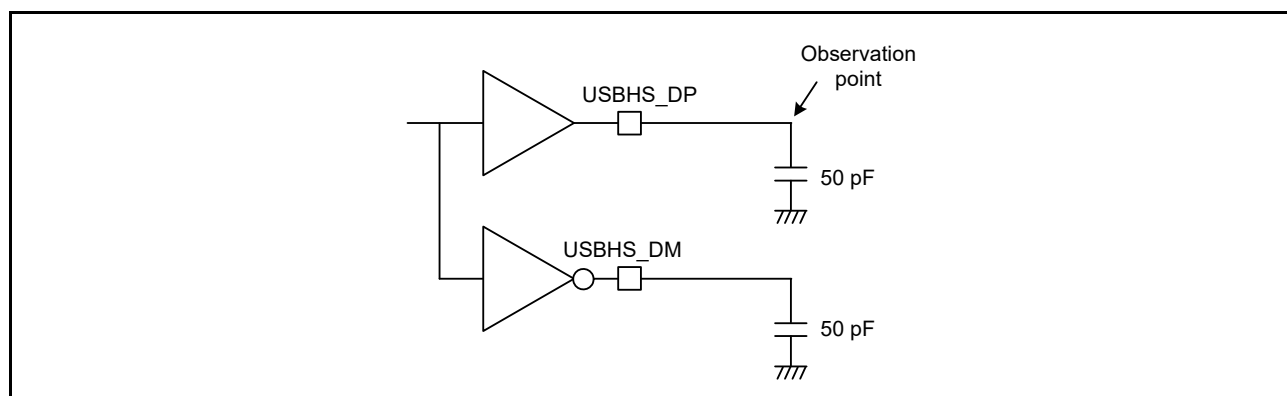 Observation
point
USBHS_DP
50 pF
USBHS_DM
50 pF